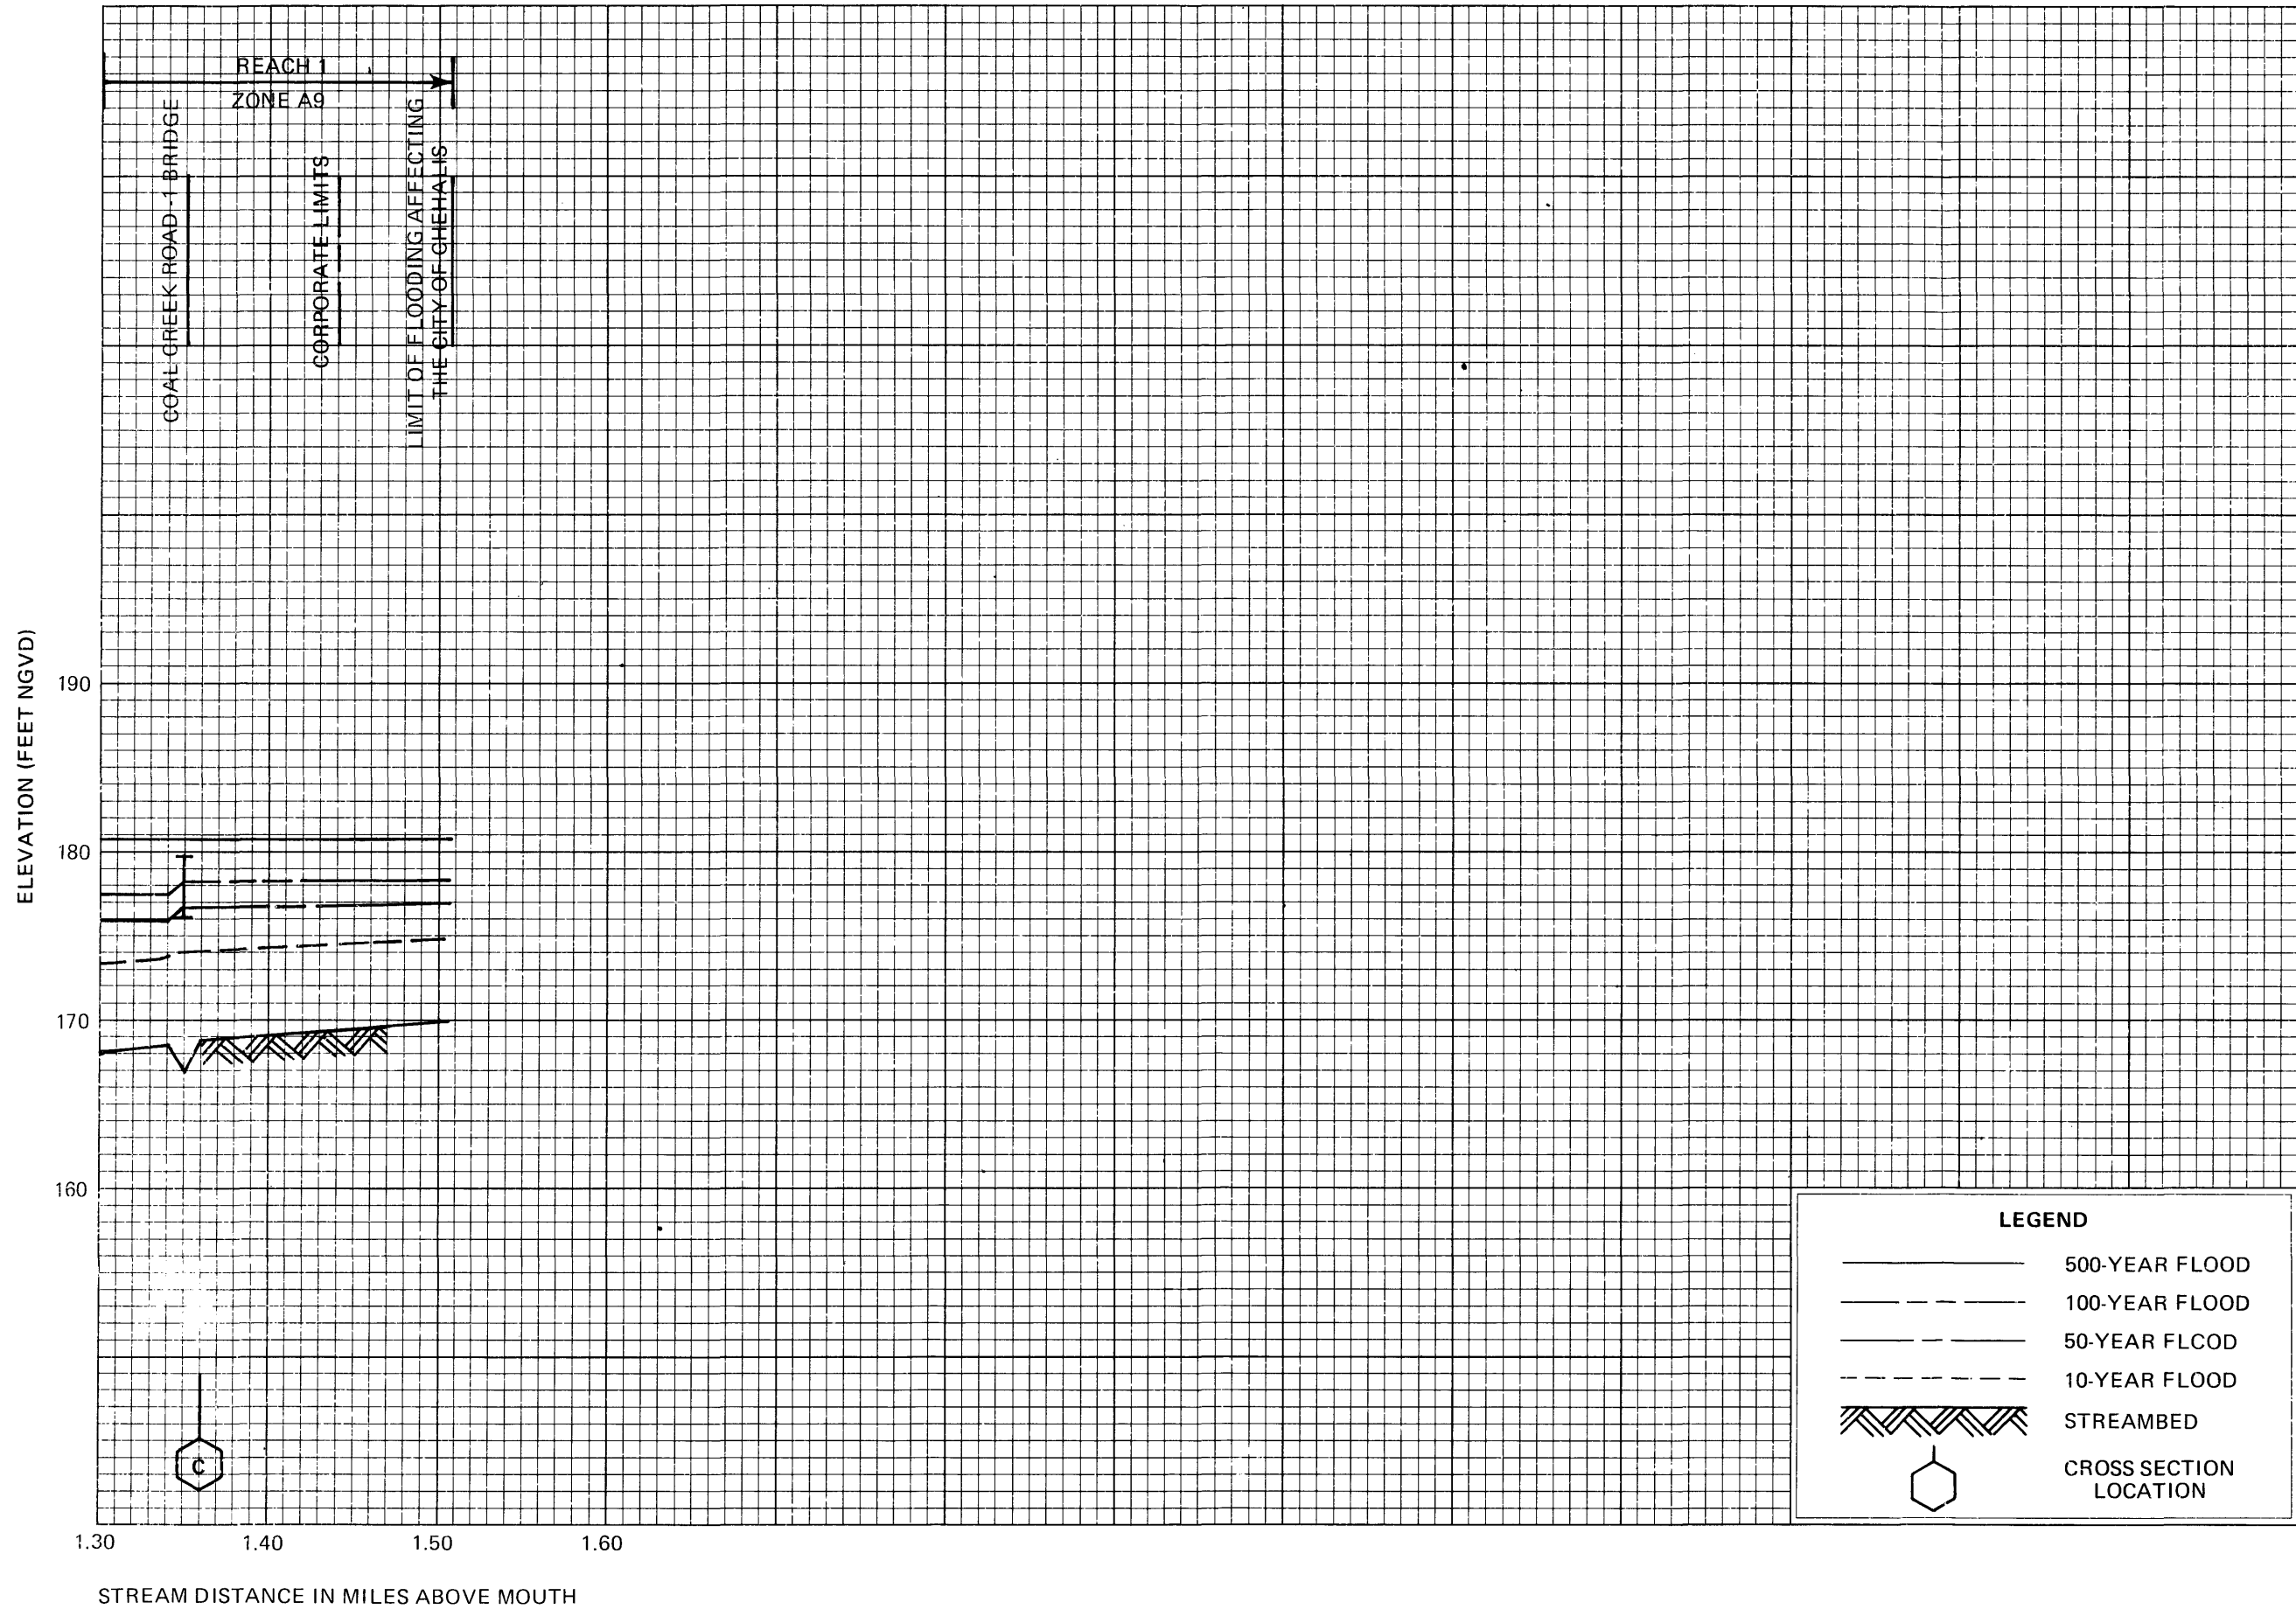 REACH 1
ZONE A9
COAL CREEK ROAD-1 BRIDGE
CORPORATE LIMITS
LIMIT OF FLOODING AFFECTING
THE CITY OF CHEHALIS
ELEVATION (FEET NGVD)
190
180
170
160
C
1.30
1.40
1.50
1.60
STREAM DISTANCE IN MILES ABOVE MOUTH
LEGEND
500-YEAR FLOOD
100-YEAR FLOOD
50-YEAR FLCOD
10-YEAR FLOOD
STREAMBED
CROSS SECTION
LOCATION